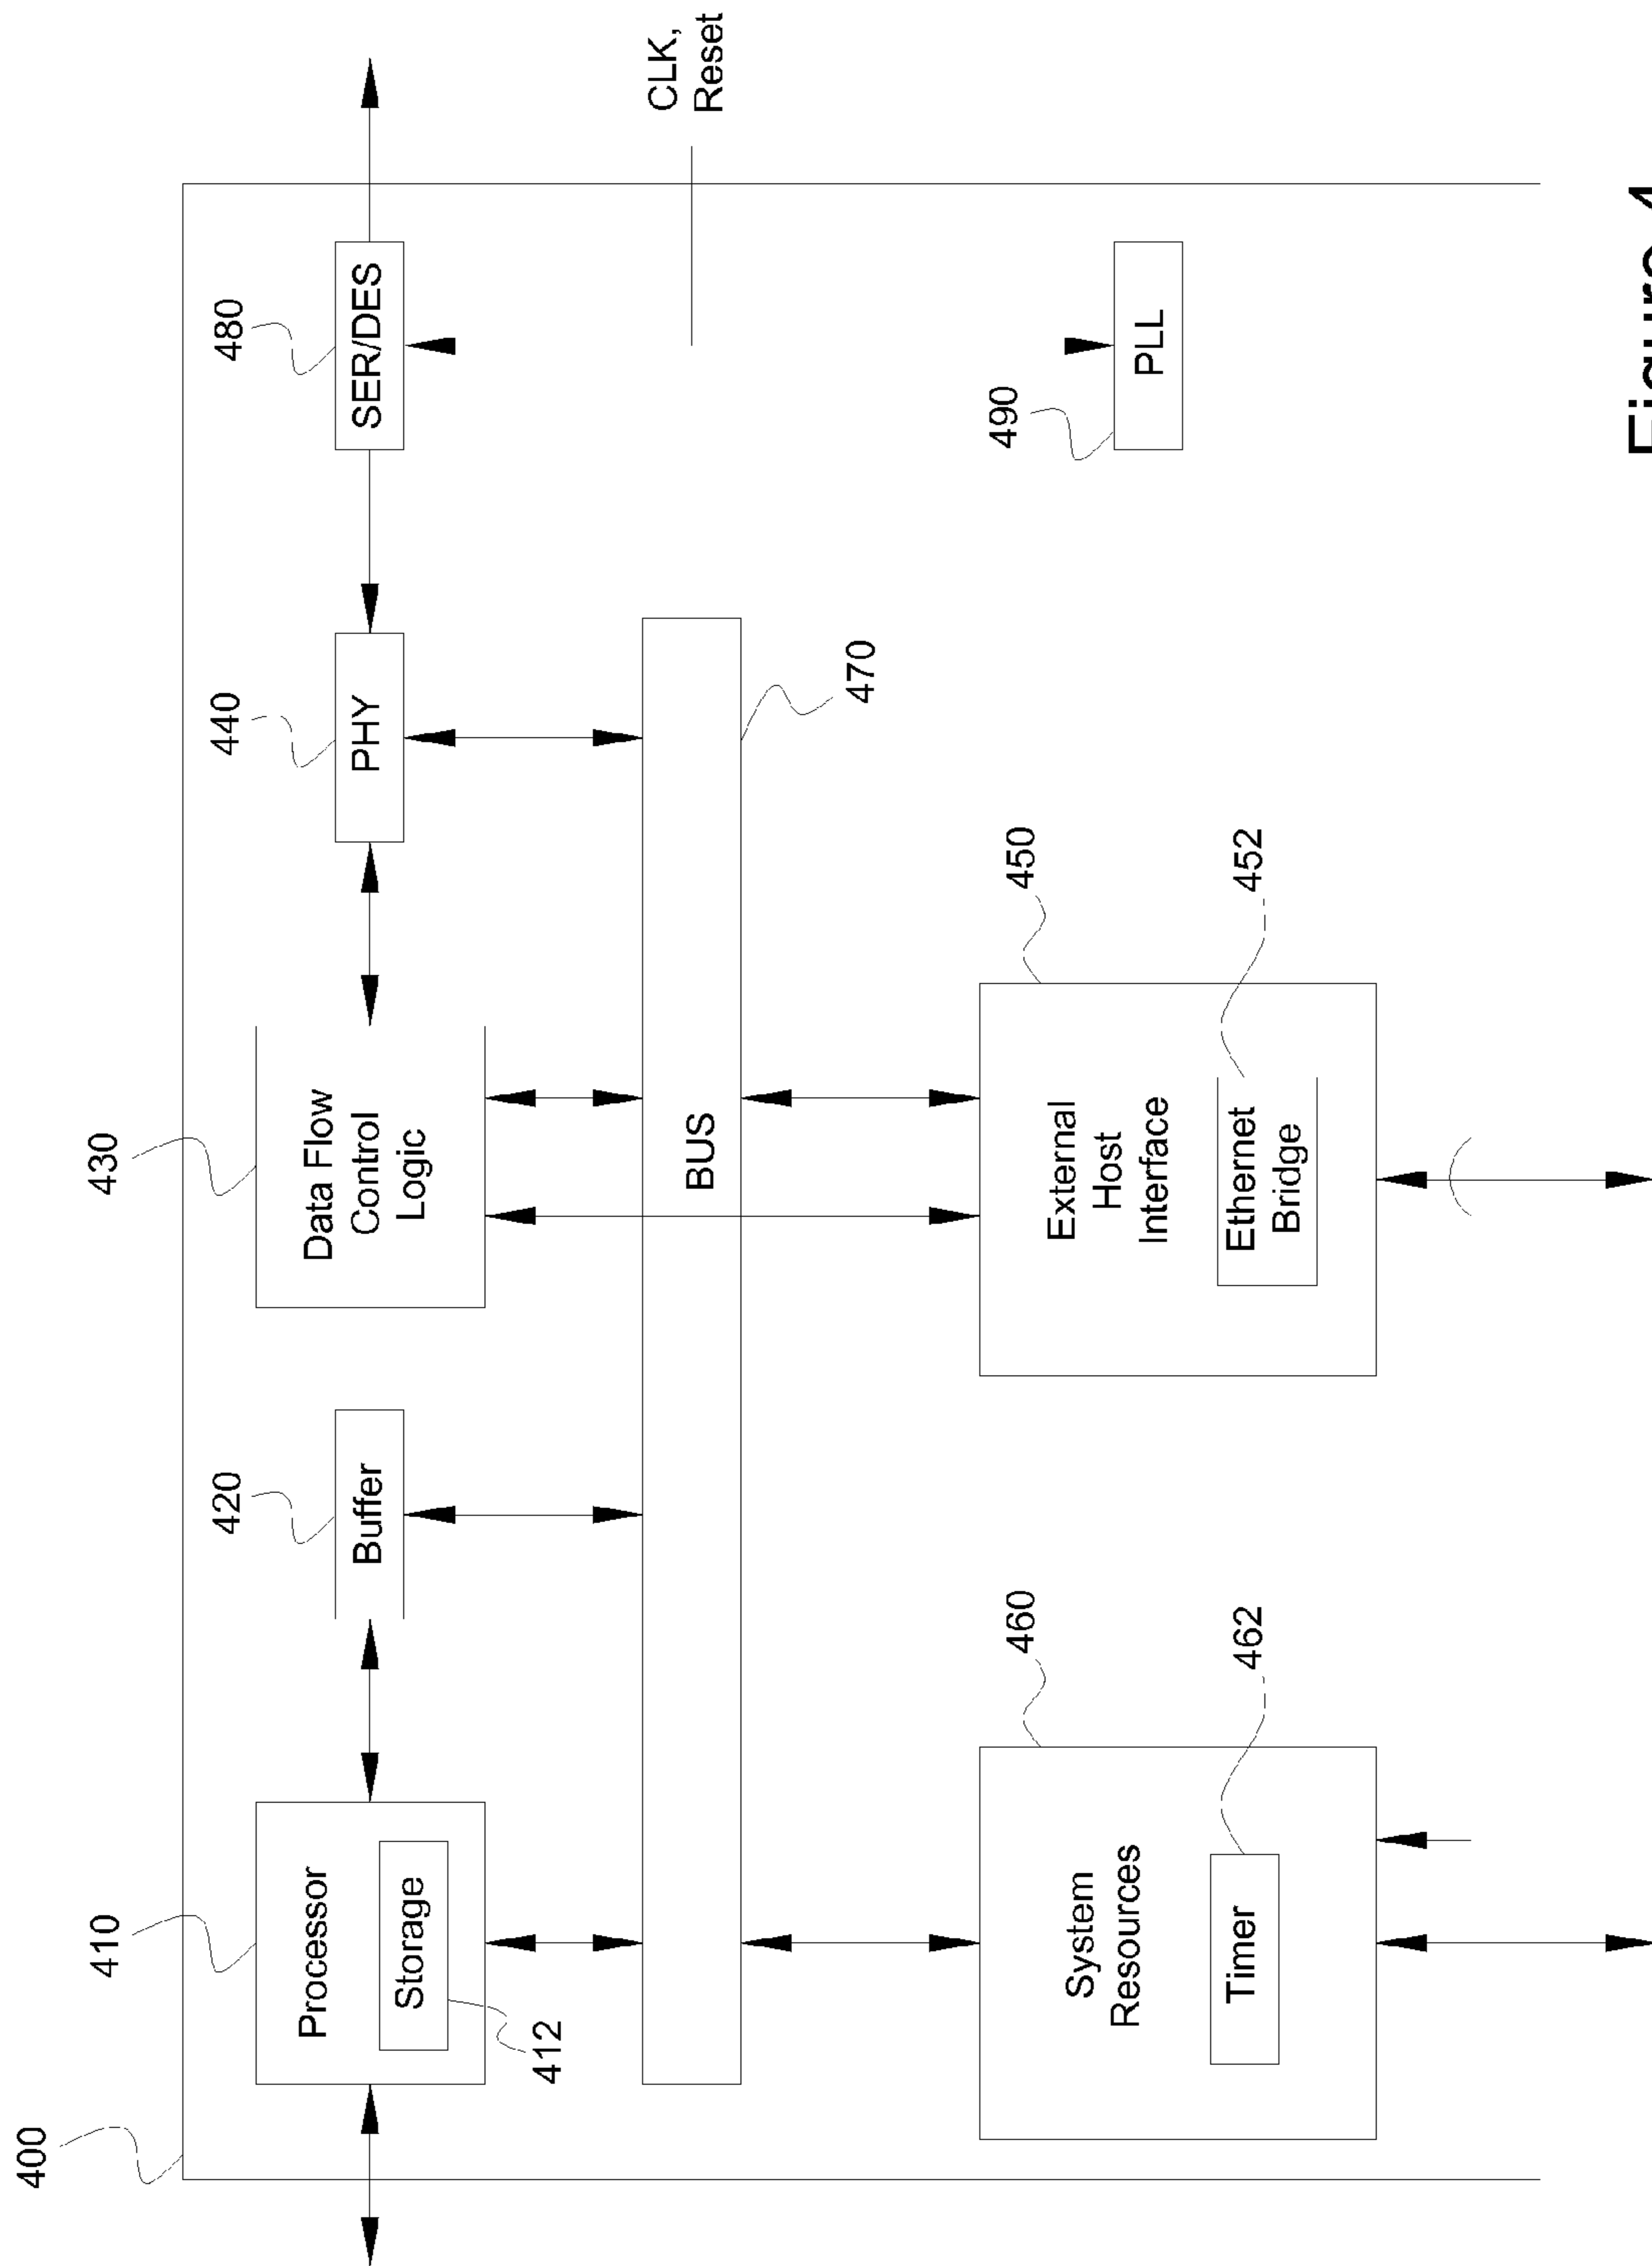 400
410
Processor
Storage
412
420
Buffer
430
Data Flow
Control
Logic
440
PHY
480
SER/DES
CLK,
Reset
BUS
470
460
System
Resources
462
Timer
450
External
Host
Interface
452
Ethernet
Bridge
490
PLL
Figure 4